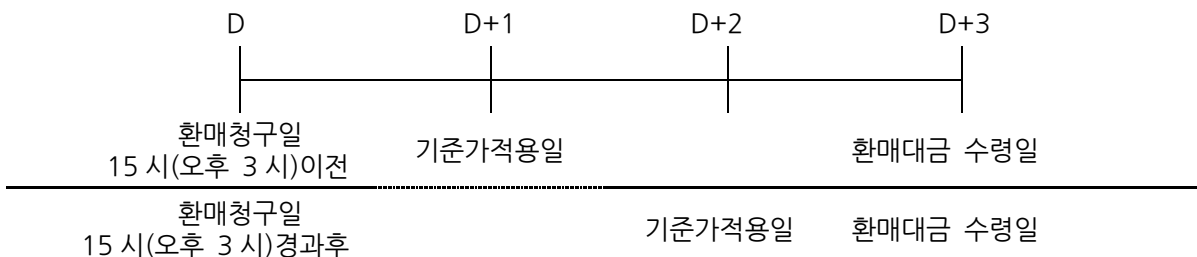 D D+1 D+2 D+3
환매청구일
15 시(오후 3 시)이전
기준가적용일
환매대금 수령일
환매청구일
15 시(오후 3 시)경과후
기준가적용일
환매대금 수령일